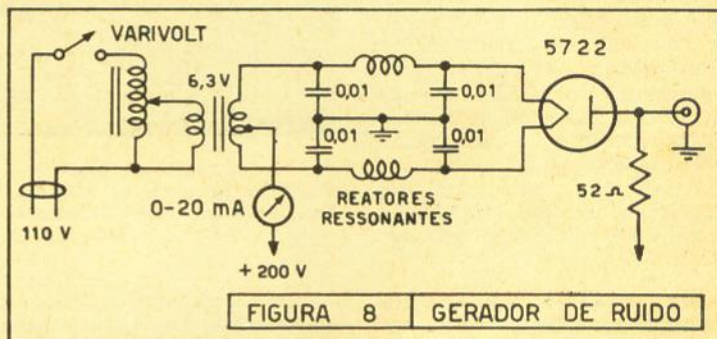 VARIVOLT
5722
6,3 V
0,01
0,01
0,01
0,01
52 Ω
0-20 mA
REATORES
RESSONANTES
110 V
+ 200 V
FIGURA 8
GERADOR DE RUIDO